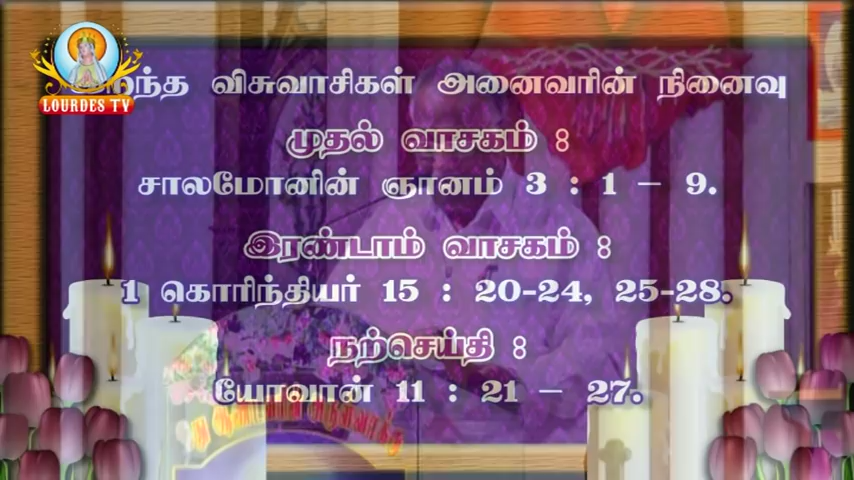 LOURDES TV
விசுவாசிகள் அனைவரின் நினைவு
முதல் வாசகம் :
சாலமோனின் ஞானம் 3 : 1 – 9.
இரண்டாம் வாசகம் :
1 கொரிந்தியர் 15 : 20-24, 25-28.
நற்செய்தி :
யோவான் 11 : 21 – 27.